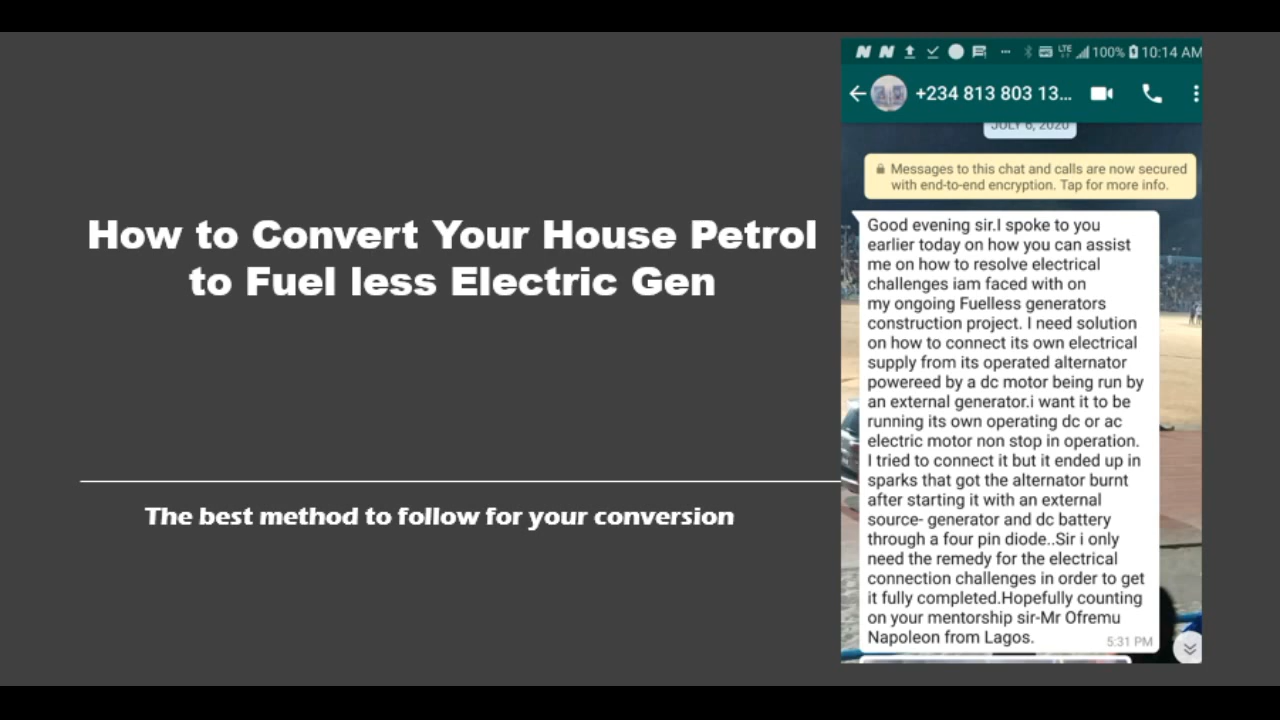 How to Convert Your House Petrol
to Fuel less Electric Gen
The best method to follow for your conversion
LTE 100% 10:14 AM
+234 813 803 13...
JULY 6, 2020
Messages to this chat and calls are now secured
with end-to-end encryption. Tap for more info.
Good evening sir.I spoke to you
earlier today on how you can assist
me on how to resolve electrical
challenges iam faced with on
my ongoing Fuelless generators
construction project. I need solution
on how to connect its own electrical
supply from its operated alternator
powereed by a dc motor being run by
an external generator.i want it to be
running its own operating dc or ac
electric motor non stop in operation.
I tried to connect it but it ended up in
sparks that got the alternator burnt
after starting it with an external
source- generator and dc battery
through a four pin diode..Sir i only
need the remedy for the electrical
connection challenges in order to get
it fully completed.Hopefully counting
on your mentorship sir-Mr Ofremu
Napoleon from Lagos.
5:31 PM